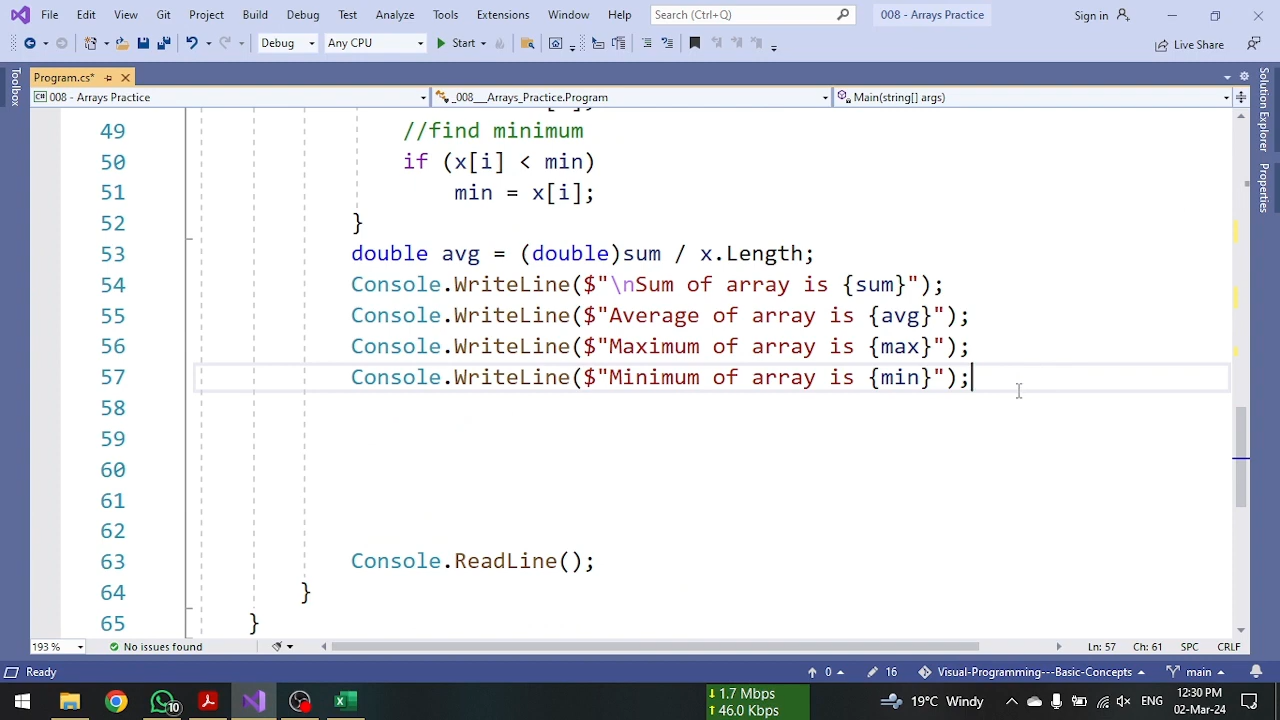 File Edit View Git Project Build Debug Test Analyze Tools Extensions Window Help Search (Ctrl+Q) 008 - Arrays Practice Sign in
Debug Any CPU Start Live Share
Program.cs*
008 - Arrays Practice _008___Arrays_Practice.Program Main(string[] args)
Toolbox
Solution Explorer
Properties
49 //find minimum
50 if (x[i] < min)
51 min = x[i];
52 }
53 double avg = (double)sum / x.Length;
54 Console.WriteLine($"\nSum of array is {sum}");
55 Console.WriteLine($"Average of array is {avg}");
56 Console.WriteLine($"Maximum of array is {max}");
57 Console.WriteLine($"Minimum of array is {min}");
58
59
60
61
62
63 Console.ReadLine();
64 }
65 }
193 % No issues found Ln: 57 Ch: 61 SPC CRLF
Ready 0 16 Visual-Programming---Basic-Concepts main
10 ↓ 1.7 Mbps 19°C Windy ENG 12:30 PM
↑ 46.0 Kbps 02-Mar-24